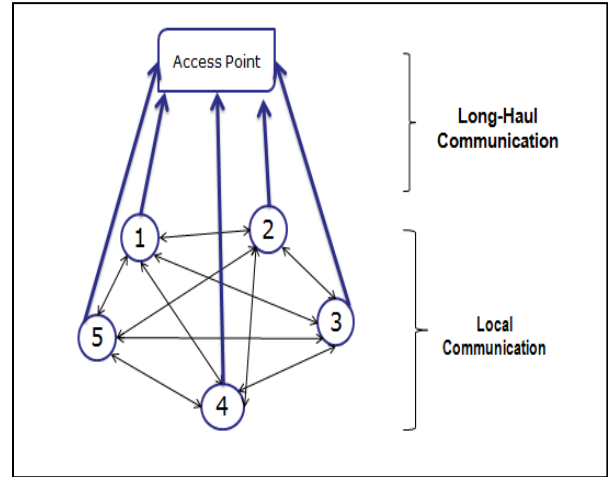 Access Point
Long-Haul
Communication
1
2
3
5
4
Local
Communication